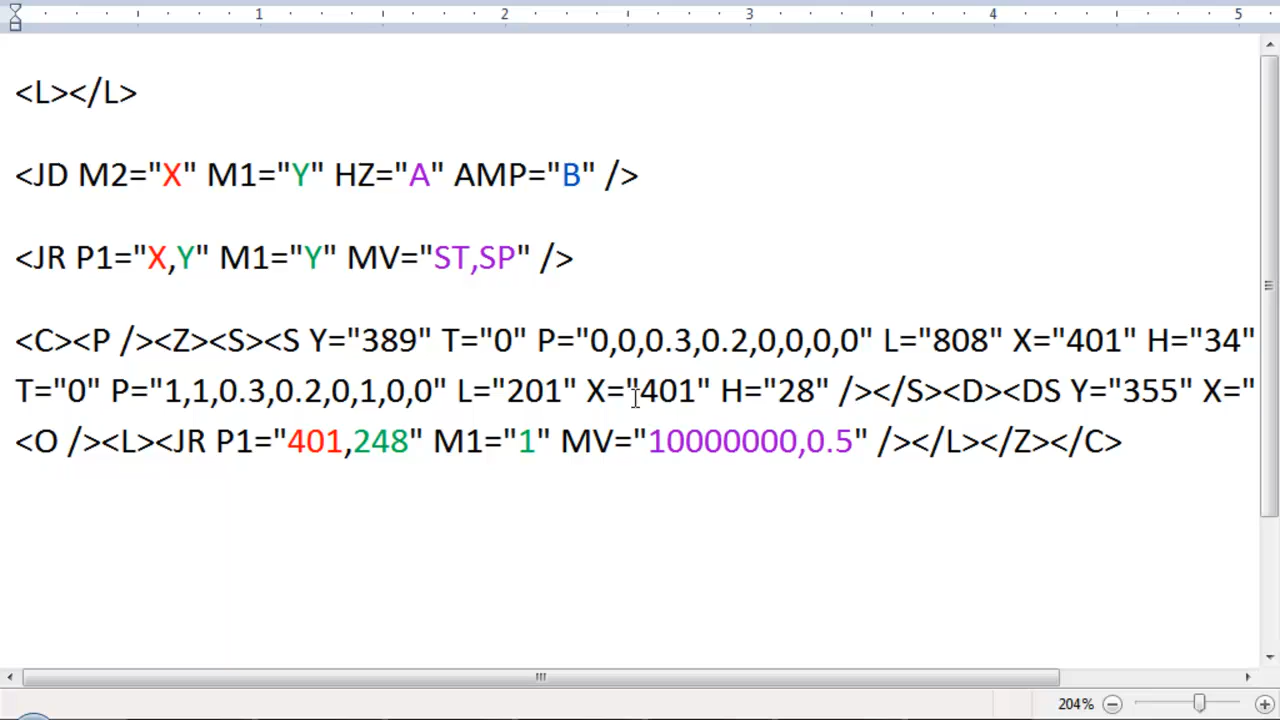 1 2 3 4 5
<L></L>
<JD M2="X" M1="Y" HZ="A" AMP="B" />
<JR P1="X,Y" M1="Y" MV="ST,SP" />
<C><P /><Z><S><S Y="389" T="0" P="0,0,0.3,0.2,0,0,0,0" L="808" X="401" H="34"
T="0" P="1,1,0.3,0.2,0,1,0,0" L="201" X="401" H="28" /></S><D><DS Y="355" X="
<O /><L><JR P1="401,248" M1="1" MV="10000000,0.5" /></L></Z></C>
204%